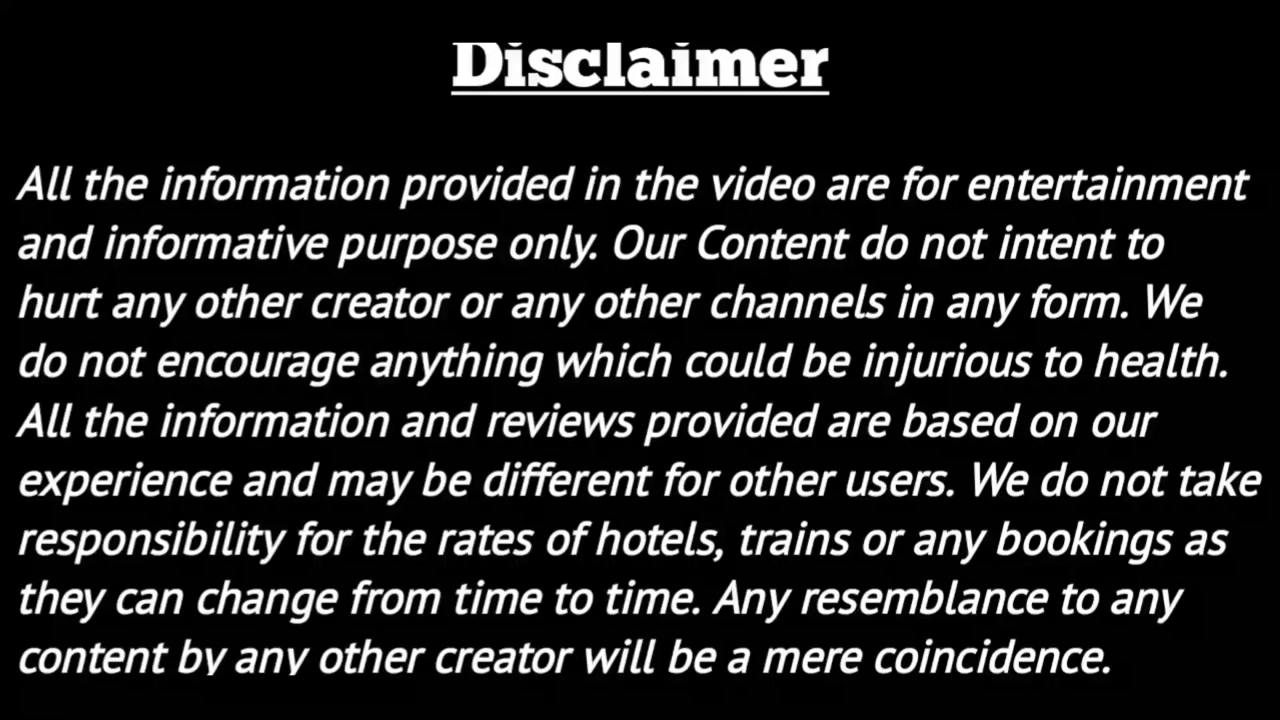 Disclaimer
All the information provided in the video are for entertainment
and informative purpose only. Our Content do not intent to
hurt any other creator or any other channels in any form. We
do not encourage anything which could be injurious to health.
All the information and reviews provided are based on our
experience and may be different for other users. We do not take
responsibility for the rates of hotels, trains or any bookings as
they can change from time to time. Any resemblance to any
content by any other creator will be a mere coincidence.